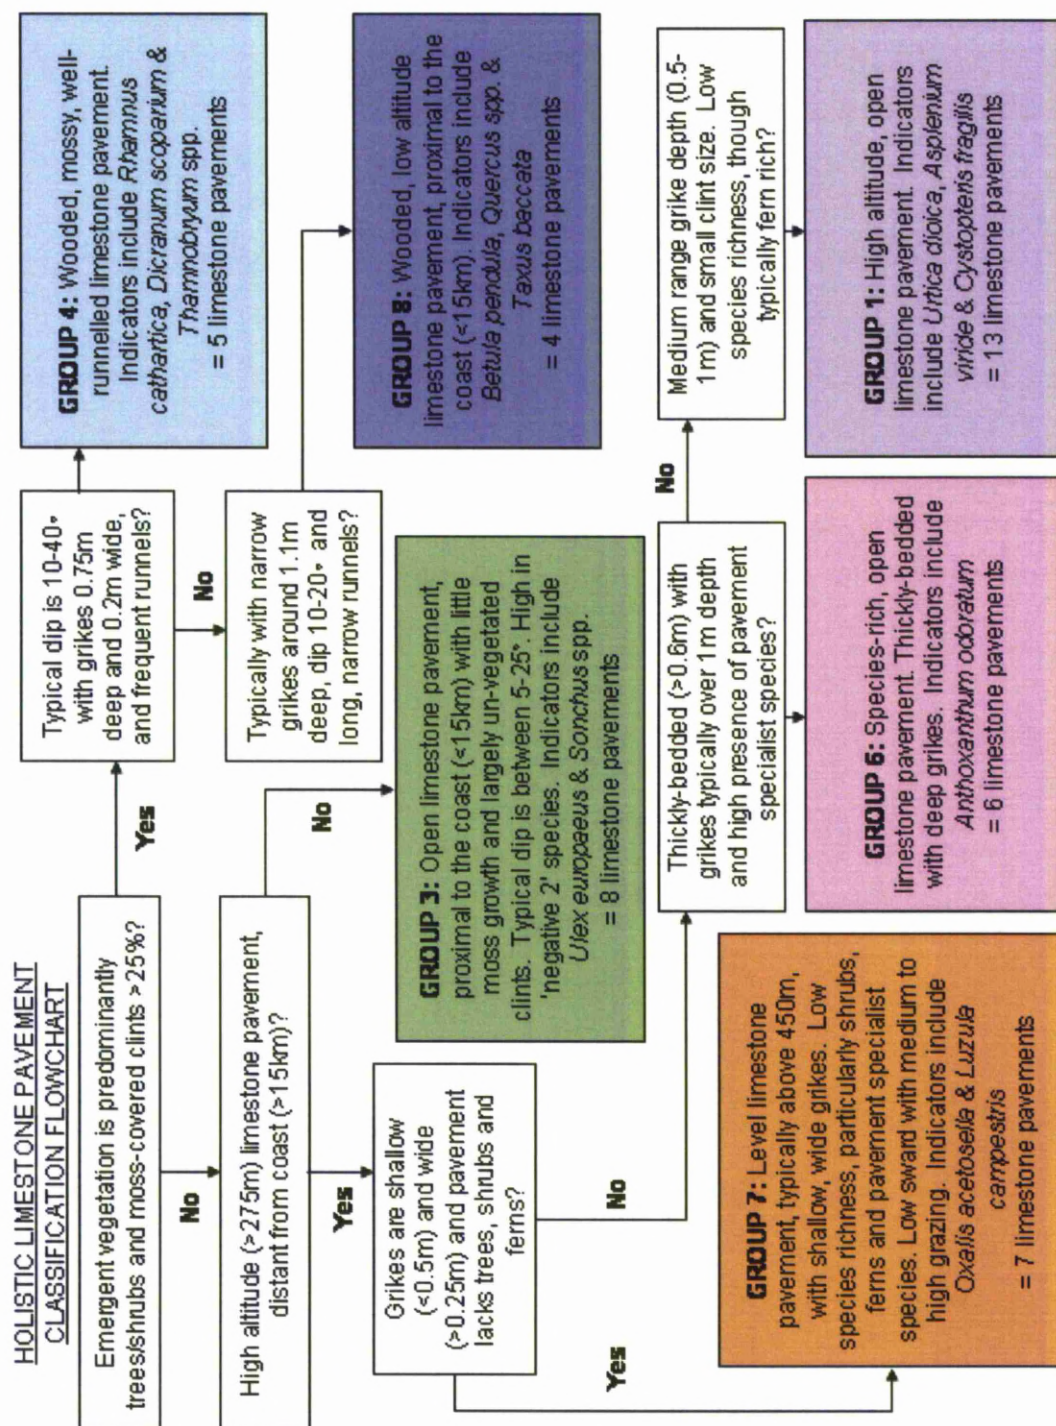 HOLISTIC LIMESTONE PAVEMENT
CLASSIFICATION FLOWCHART
Emergent vegetation is predominantly
trees/shrubs and moss-covered clints > 25%?
Yes
No
Typical dip is 10-40°
with grikes 0.75m
deep and 0.2m wide,
and frequent runnels?
No
GROUP 4: Wooded, mossy, well-
runnelled limestone pavement.
Indicators include Rhamnus
cathartica, Dicranum scoparium &
Thamnobryum spp.
= 5 limestone pavements
Typically with narrow
grikes around 1.1m
deep, dip 10-20° and
long, narrow runnels?
GROUP 8: Wooded, low altitude
limestone pavement, proximal to the
coast (<15km). Indicators include
Betula pendula, Quercus spp. &
Taxus baccata
= 4 limestone pavements
High altitude (>275m) limestone pavement,
distant from coast (>15km)?
No
Yes
GROUP 3: Open limestone pavement,
proximal to the coast (<15km) with little
moss growth and largely un-vegetated
clints. Typical dip is between 5-25°. High in
'negative 2' species. Indicators include
Ulex europaeus & Sonchus spp.
= 8 limestone pavements
Grikes are shallow
(<0.5m) and wide
(>0.25m) and pavement
lacks trees, shrubs and
ferns?
No
Yes
Thickly-bedded (>0.6m) with
grikes typically over 1m depth
and high presence of pavement
specialist species?
No
Medium range grike depth (0.5-
1m) and small clint size. Low
species richness, though
typically fern rich?
GROUP 7: Level limestone
pavement, typically above 450m,
with shallow, wide grikes. Low
species richness, particularly shrubs,
ferns and pavement specialist
species. Low sward with medium to
high grazing. Indicators include
Oxalis acetosella & Luzula
campestris
= 7 limestone pavements
GROUP 6: Species-rich, open
limestone pavement. Thickly-bedded
with deep grikes. Indicators include
Anthoxanthum odoratum
= 6 limestone pavements
GROUP 1: High altitude, open
limestone pavement. Indicators
include Urtica dioica, Asplenium
viride & Cystopteris fragilis
= 13 limestone pavements